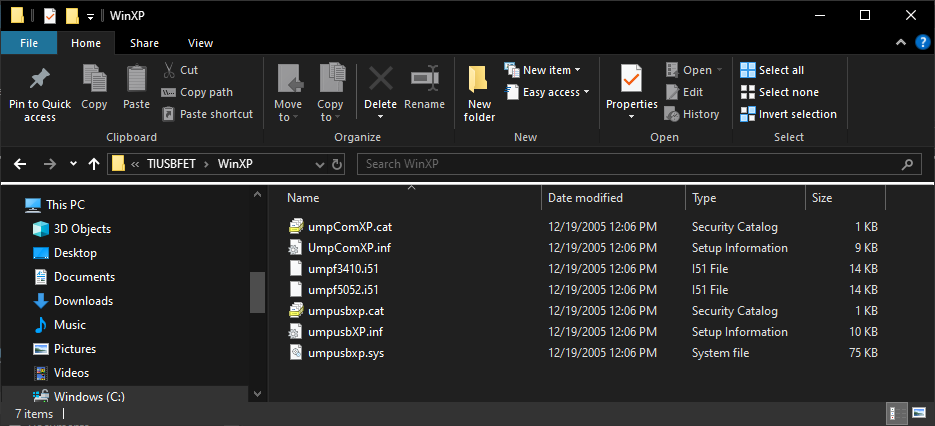 WinXP
File Home Share View
Pin to Quick access
Copy
Paste
Cut
Copy path
Paste shortcut
Clipboard
Move to
Copy to
Delete
Rename
Organize
New folder
New item
Easy access
New
Properties
Open
Edit
History
Open
Select all
Select none
Invert selection
Select
« TIUSBFET › WinXP
Search WinXP
This PC
3D Objects
Desktop
Documents
Downloads
Music
Pictures
Videos
Windows (C:)
Name Date modified Type Size
umpComXP.cat 12/19/2005 12:06 PM Security Catalog 1 KB
UmpComXP.inf 12/19/2005 12:06 PM Setup Information 9 KB
umpf3410.i51 12/19/2005 12:06 PM I51 File 14 KB
umpf5052.i51 12/19/2005 12:06 PM I51 File 14 KB
umpusbxp.cat 12/19/2005 12:06 PM Security Catalog 1 KB
umpusbXP.inf 12/19/2005 12:06 PM Setup Information 10 KB
umpusbxp.sys 12/19/2005 12:06 PM System file 75 KB
7 items